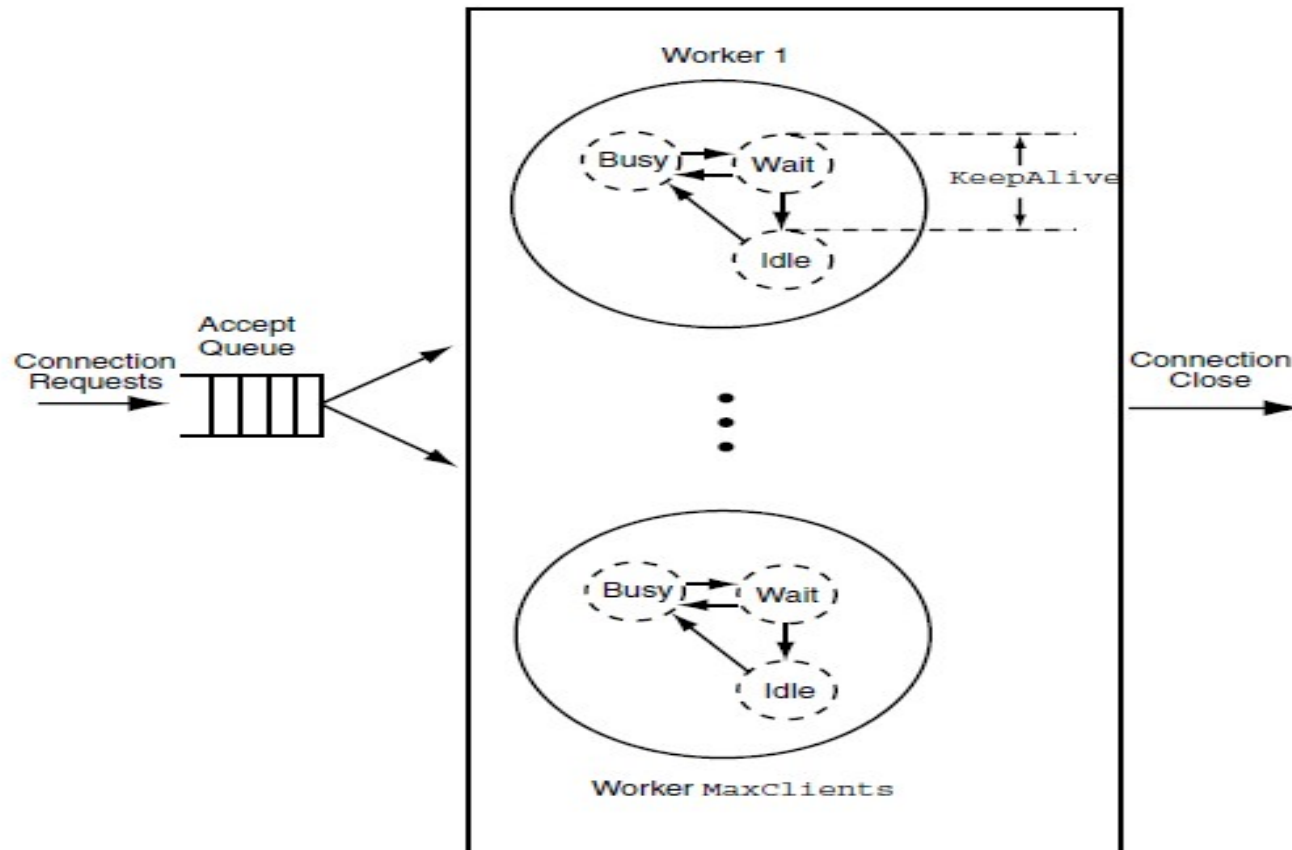 Worker 1
Busy
Wait
KeepAlive
Idle
Accept
Queue
Connection
Requests
Connection
Close
Busy
Wait
Idle
Worker MaxClients